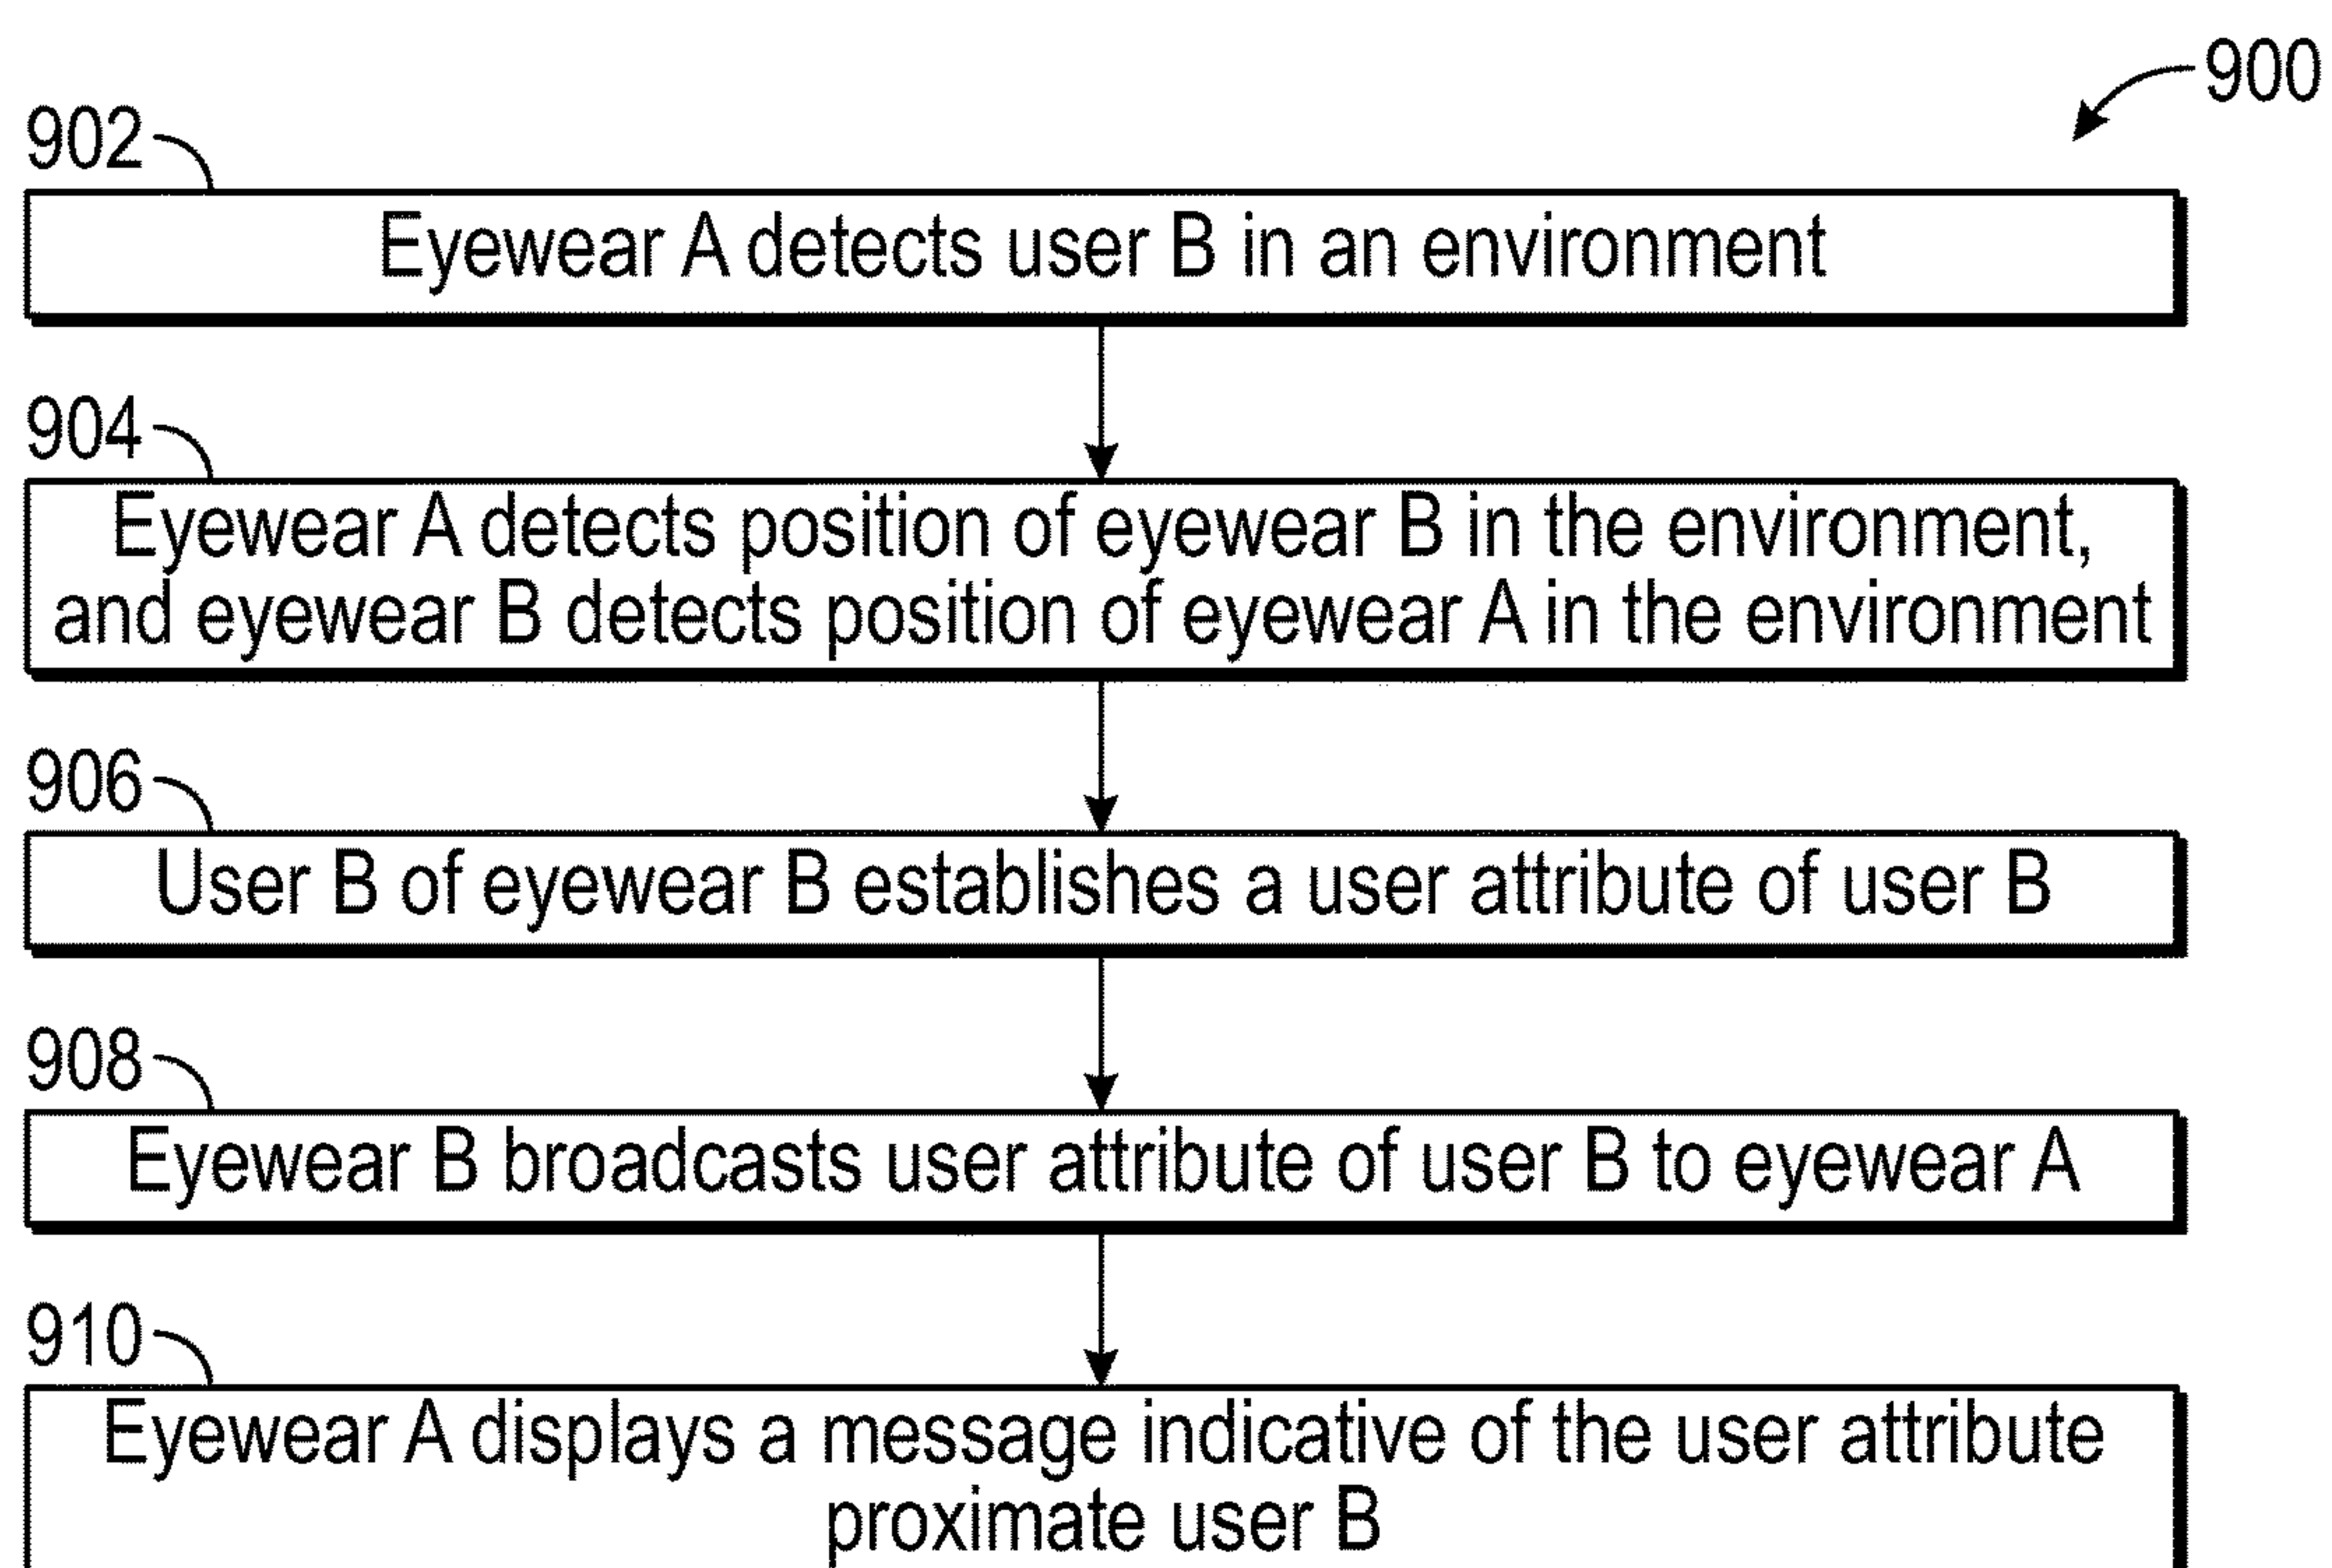 900
902
Eyewear A detects user B in an environment
904
Eyewear A detects position of eyewear B in the environment,
and eyewear B detects position of eyewear A in the environment
906
User B of eyewear B establishes a user attribute of user B
908
Eyewear B broadcasts user attribute of user B to eyewear A
910
Eyewear A displays a message indicative of the user attribute
proximate user B